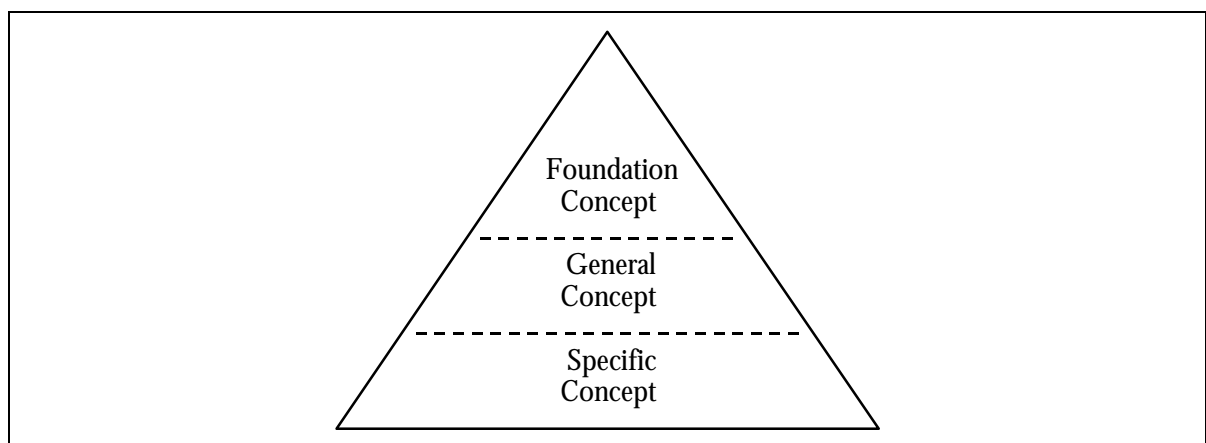 Foundation
Concept
General
Concept
Specific
Concept